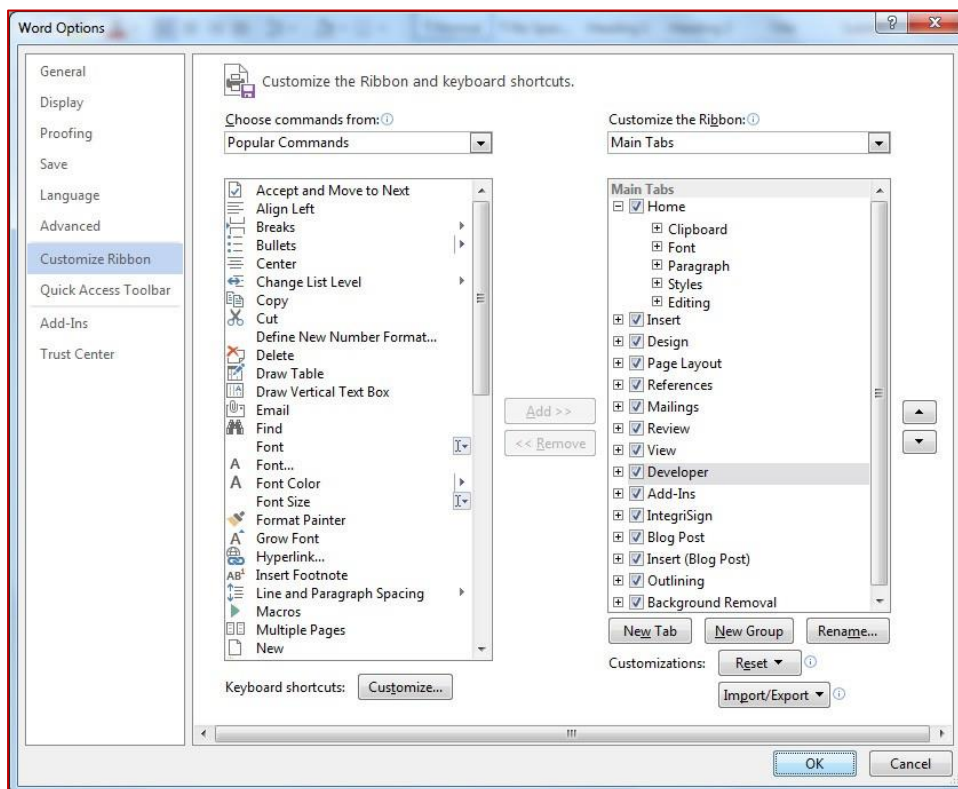 Word Options
General
Display
Proofing
Save
Language
Advanced
Customize Ribbon
Quick Access Toolbar
Add-Ins
Trust Center
Customize the Ribbon and keyboard shortcuts.
Choose commands from:
Popular Commands
Accept and Move to Next
Align Left
Breaks
Bullets
Center
Change List Level
Copy
Cut
Define New Number Format...
Delete
Draw Table
Draw Vertical Text Box
Email
Find
Font
Font...
Font Color
Font Size
Format Painter
Grow Font
Hyperlink...
Insert Footnote
Line and Paragraph Spacing
Macros
Multiple Pages
New
Keyboard shortcuts: Customize...
Add >>
<< Remove
Customize the Ribbon:
Main Tabs
Main Tabs
Home
Clipboard
Font
Paragraph
Styles
Editing
Insert
Design
Page Layout
References
Mailings
Review
View
Developer
Add-Ins
IntegriSign
Blog Post
Insert (Blog Post)
Outlining
Background Removal
New Tab New Group Rename...
Customizations: Reset
Import/Export
OK Cancel